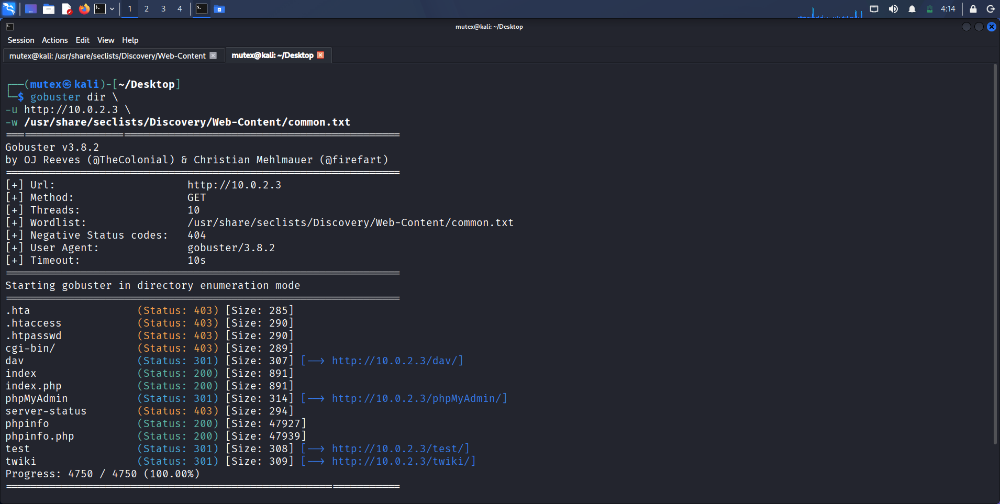 1 2 3 4 4:14
mutex@kali: ~/Desktop
Session Actions Edit View Help
mutex@kali: /usr/share/seclists/Discovery/Web-Content mutex@kali: ~/Desktop
┌──(mutex㉿kali)-[~/Desktop]
└─$ gobuster dir \
-u http://10.0.2.3 \
-w /usr/share/seclists/Discovery/Web-Content/common.txt
===============================================================
Gobuster v3.8.2
by OJ Reeves (@TheColonial) & Christian Mehlmauer (@firefart)
===============================================================
[+] Url:                     http://10.0.2.3
[+] Method:                  GET
[+] Threads:                 10
[+] Wordlist:                /usr/share/seclists/Discovery/Web-Content/common.txt
[+] Negative Status codes:   404
[+] User Agent:              gobuster/3.8.2
[+] Timeout:                 10s
===============================================================
Starting gobuster in directory enumeration mode
===============================================================
.hta                 (Status: 403) [Size: 285]
.htaccess            (Status: 403) [Size: 290]
.htpasswd            (Status: 403) [Size: 290]
cgi-bin/             (Status: 403) [Size: 289]
dav                  (Status: 301) [Size: 307] [--> http://10.0.2.3/dav/]
index                (Status: 200) [Size: 891]
index.php            (Status: 200) [Size: 891]
phpMyAdmin           (Status: 301) [Size: 314] [--> http://10.0.2.3/phpMyAdmin/]
server-status        (Status: 403) [Size: 294]
phpinfo              (Status: 200) [Size: 47927]
phpinfo.php          (Status: 200) [Size: 47939]
test                 (Status: 301) [Size: 308] [--> http://10.0.2.3/test/]
twiki                (Status: 301) [Size: 309] [--> http://10.0.2.3/twiki/]
Progress: 4750 / 4750 (100.00%)
===============================================================